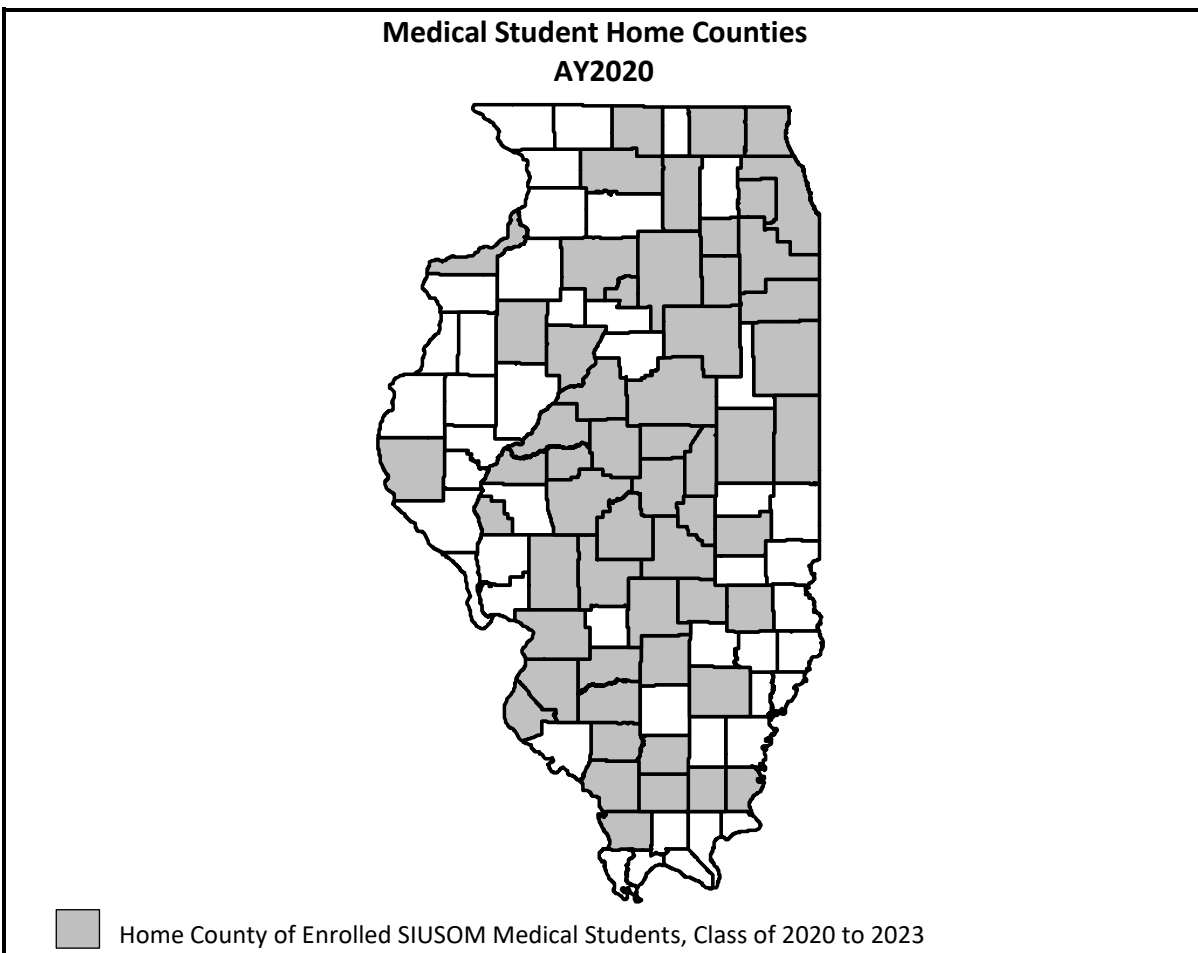 Medical Student Home Counties
AY2020
Home County of Enrolled SIUSOM Medical Students, Class of 2020 to 2023